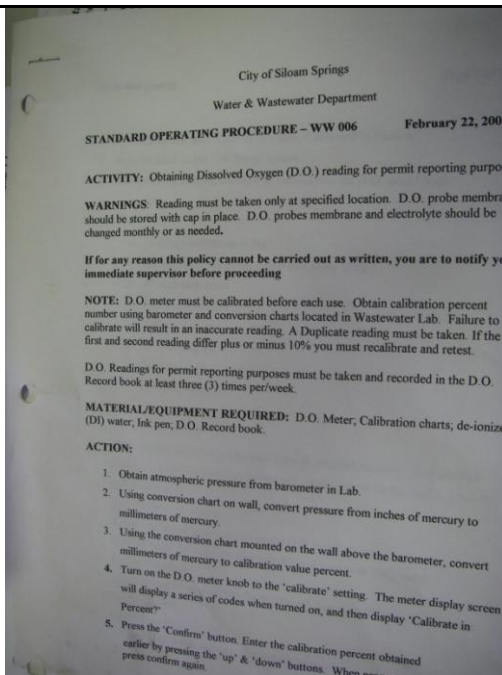 City of Siloam Springs
Water & Wastewater Department
STANDARD OPERATING PROCEDURE – WW 006 February 22, 200
ACTIVITY: Obtaining Dissolved Oxygen (D.O.) reading for permit reporting purpo
WARNINGS: Reading must be taken only at specified location. D.O. probe membra
should be stored with cap in place. D.O. probes membrane and electrolyte should be
changed monthly or as needed.
If for any reason this policy cannot be carried out as written, you are to notify yo
immediate supervisor before proceeding
NOTE: D.O. meter must be calibrated before each use. Obtain calibration percent
number using barometer and conversion charts located in Wastewater Lab. Failure to
calibrate will result in an inaccurate reading. A Duplicate reading must be taken. If the
first and second reading differ plus or minus 10% you must recalibrate and retest.
D.O. Readings for permit reporting purposes must be taken and recorded in the D.O.
Record book at least three (3) times per/week.
MATERIAL/EQUIPMENT REQUIRED: D.O. Meter; Calibration charts; de-ionize
(DI) water; Ink pen; D.O. Record book.
ACTION:
1. Obtain atmospheric pressure from barometer in Lab.
2. Using conversion chart on wall, convert pressure from inches of mercury to
millimeters of mercury.
3. Using the conversion chart mounted on the wall above the barometer, convert
millimeters of mercury to calibration value percent.
4. Turn on the D.O. meter knob to the 'calibrate' setting. The meter display screen
will display a series of codes when turned on, and then display 'Calibrate in
Percent?'
5. Press the 'Confirm' button. Enter the calibration percent obtained
earlier by pressing the 'up' & 'down' buttons. When
press confirm again.